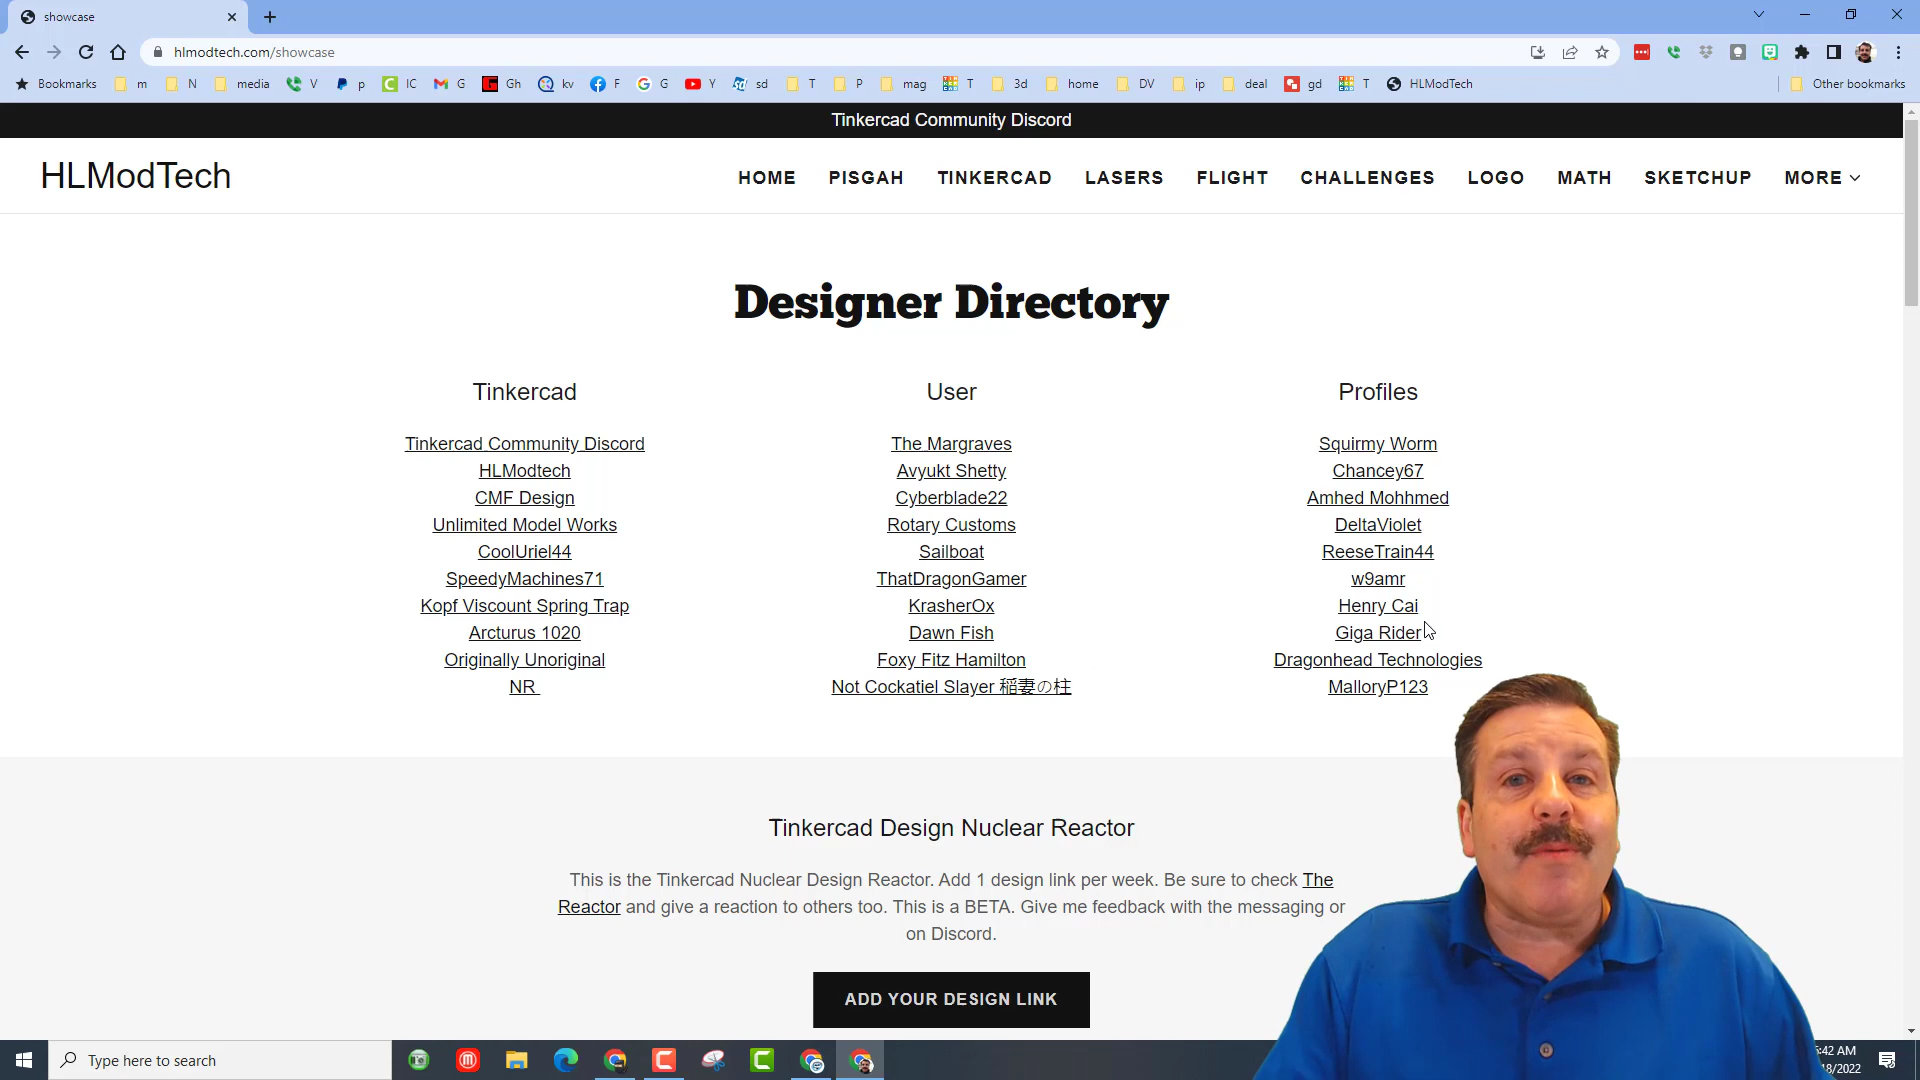 showcase
hlmodtech.com/showcase
Bookmarks m N media V p IC G Gh kv F G Y sd T P mag T 3d home DV ip deal gd T HLModTech Other bookmarks
Tinkercad Community Discord
HLModTech
HOME PISGAH TINKERCAD LASERS FLIGHT CHALLENGES LOGO MATH SKETCHUP MORE
Designer Directory
Tinkercad
Tinkercad Community Discord
HLModtech
CMF Design
Unlimited Model Works
CoolUriel44
SpeedyMachines71
Kopf Viscount Spring Trap
Arcturus 1020
Originally Unoriginal
NR
User
The Margraves
Avyukt Shetty
Cyberblade22
Rotary Customs
Sailboat
ThatDragonGamer
KrasherOx
Dawn Fish
Foxy Fitz Hamilton
Not Cockatiel Slayer 稲妻の柱
Profiles
Squirmy Worm
Chancey67
Amhed Mohhmed
DeltaViolet
ReeseTrain44
w9amr
Henry Cai
Giga Rider
Dragonhead Technologies
MalloryP123
Tinkercad Design Nuclear Reactor
This is the Tinkercad Nuclear Design Reactor. Add 1 design link per week. Be sure to check The
Reactor and give a reaction to others too. This is a BETA. Give me feedback with the messaging or
on Discord.
ADD YOUR DESIGN LINK
Type here to search
:42 AM
18/2022